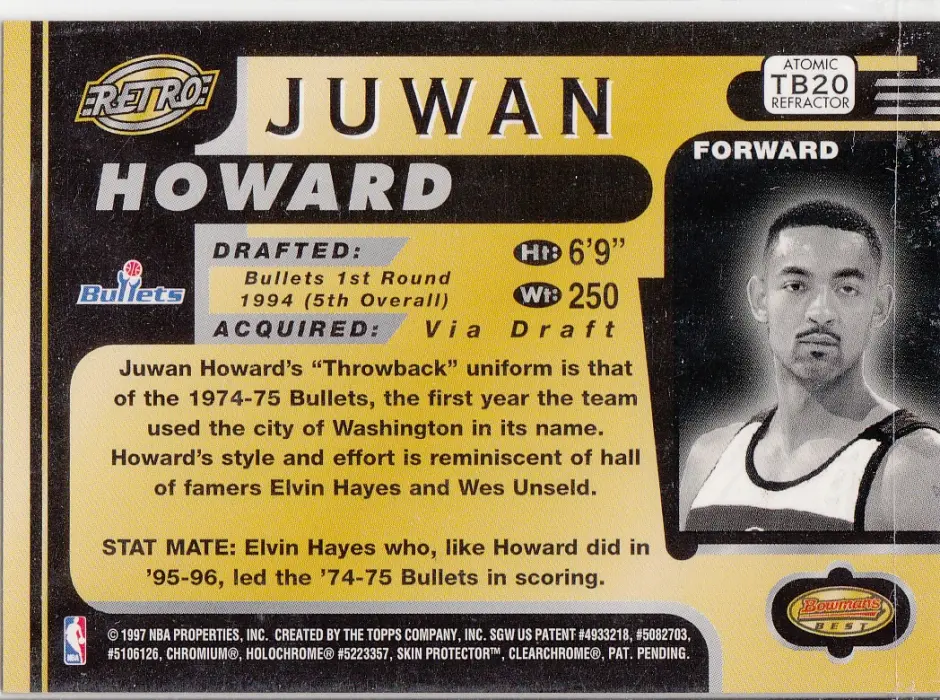 RETRO
JUWAN
ATOMIC
TB20
REFRACTOR
HOWARD
FORWARD
DRAFTED:
Bullets 1st Round
1994 (5th Overall)
Ht: 6'9"
Wt: 250
Bullets
ACQUIRED: Via Draft
Juwan Howard's "Throwback" uniform is that
of the 1974-75 Bullets, the first year the team
used the city of Washington in its name.
Howard's style and effort is reminiscent of hall
of famers Elvin Hayes and Wes Unseld.
STAT MATE: Elvin Hayes who, like Howard did in
'95-96, led the '74-75 Bullets in scoring.
Bowman's
BEST
NBA
© 1997 NBA PROPERTIES, INC. CREATED BY THE TOPPS COMPANY, INC. SGW US PATENT #4933218, #5082703,
#5106126, CHROMIUM®, HOLOCHROME® #5223357, SKIN PROTECTOR™, CLEARCHROME®, PAT. PENDING.